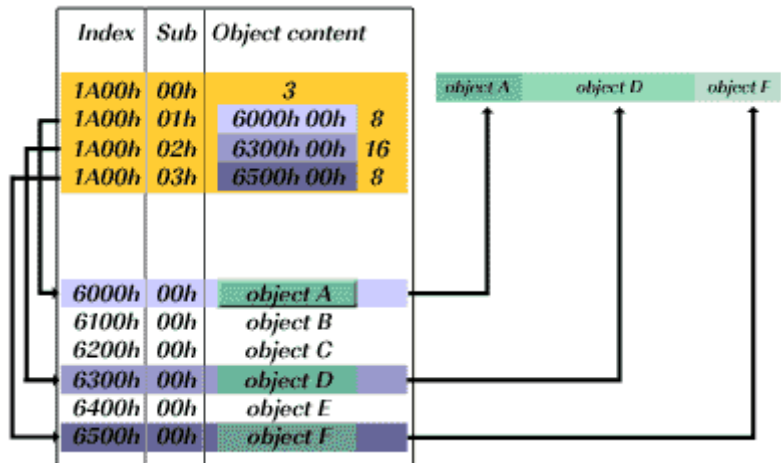 Index Sub Object content
1A00h 00h 3
1A00h 01h 6000h 00h 8
1A00h 02h 6300h 00h 16
1A00h 03h 6500h 00h 8
object A object D object F
6000h 00h object A
6100h 00h object B
6200h 00h object C
6300h 00h object D
6400h 00h object E
6500h 00h object F